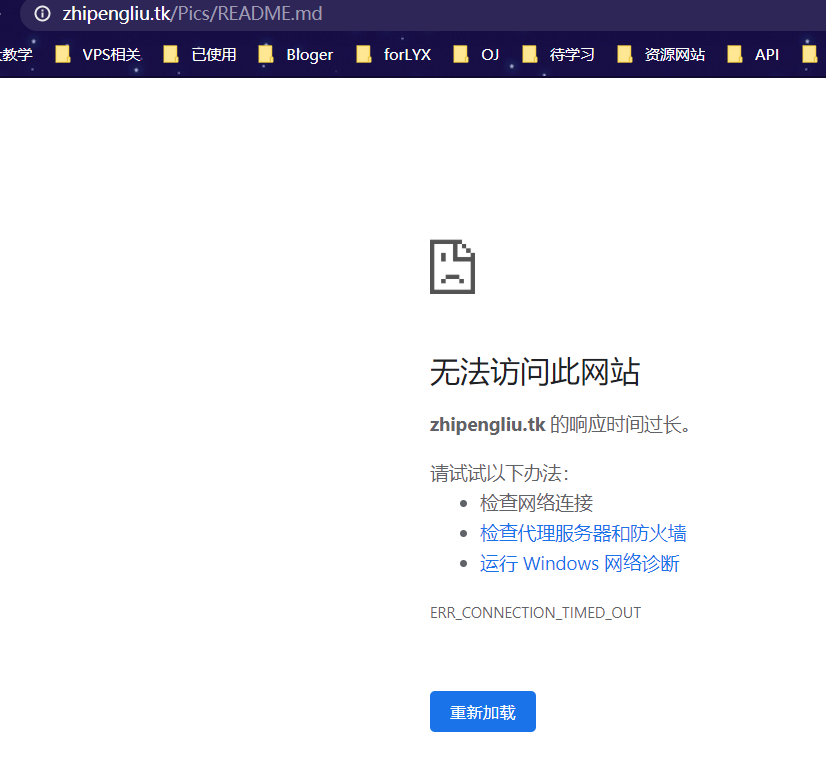 zhipengliu.tk/Pics/README.md
教学 VPS相关 已使用 Bloger forLYX OJ 待学习 资源网站 API
无法访问此网站
zhipengliu.tk 的响应时间过长。
请试试以下办法：
检查网络连接
检查代理服务器和防火墙
运行 Windows 网络诊断
ERR_CONNECTION_TIMED_OUT
重新加载